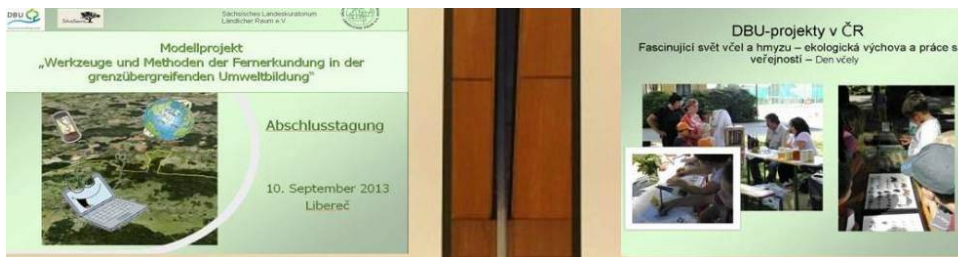 DBU
Sächsisches Landeskuratorium
Ländlicher Raum e.V
Modellprojekt
„Werkzeuge und Methoden der Fernerkundung in der
grenzübergreifenden Umweltbildung“
Abschlusstagung
10. September 2013
Libereč
DBU-projekty v ČR
Fascinující svět včel a hmyzu – ekologická výchova a práce s
veřejností – Den včely